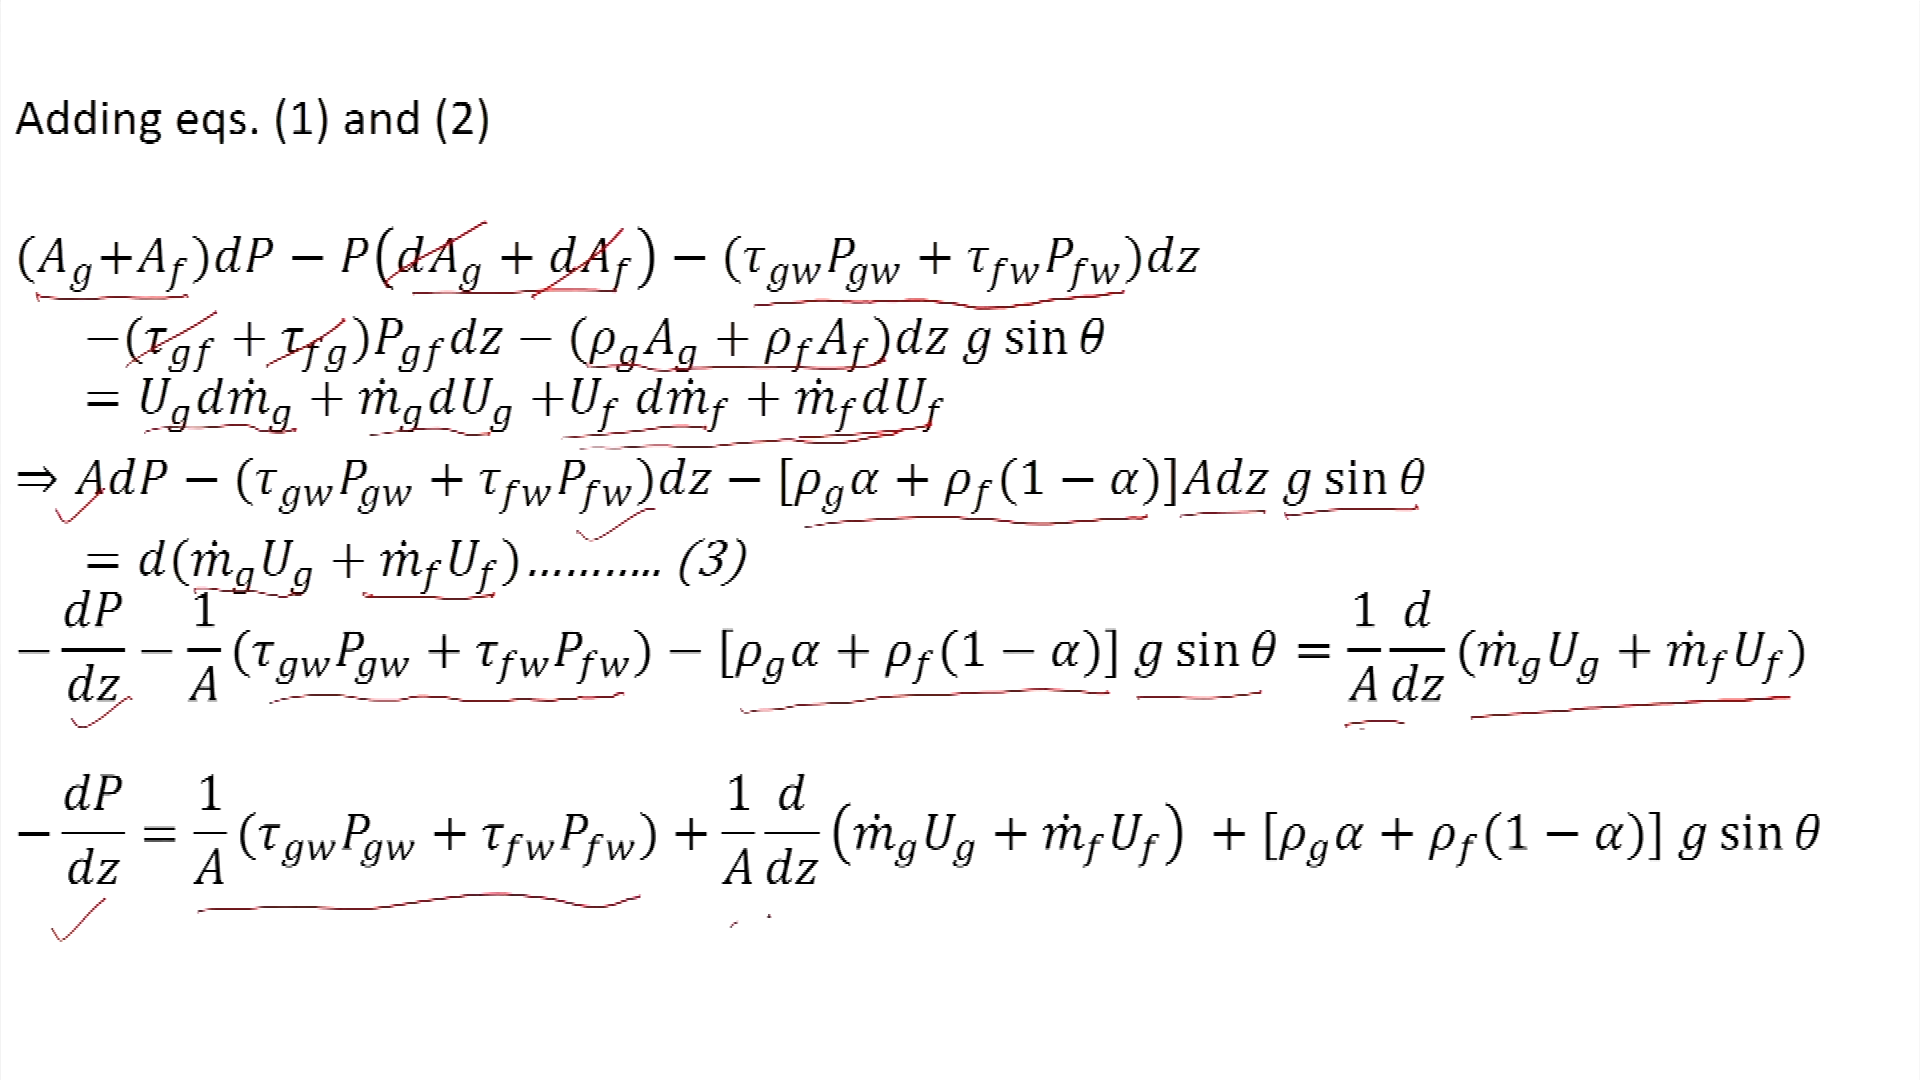 Adding eqs. (1) and (2)
(A_g+A_f)dP − P(dA_g + dA_f) − (τ_gw P_gw + τ_fw P_fw)dz
−(τ_gf + τ_fg)P_gf dz − (ρ_g A_g + ρ_f A_f)dz g sin θ
= U_g dṁ_g + ṁ_g dU_g +U_f dṁ_f + ṁ_f dU_f
⇒ AdP − (τ_gw P_gw + τ_fw P_fw)dz − [ρ_g α + ρ_f(1 − α)]Adz g sin θ
= d(ṁ_g U_g + ṁ_f U_f)……….. (3)
−dP/dz − 1/A (τ_gw P_gw + τ_fw P_fw) − [ρ_g α + ρ_f(1 − α)] g sin θ = 1/A d/dz (ṁ_g U_g + ṁ_f U_f)
−dP/dz = 1/A (τ_gw P_gw + τ_fw P_fw) + 1/A d/dz (ṁ_g U_g + ṁ_f U_f) + [ρ_g α + ρ_f(1 − α)] g sin θ